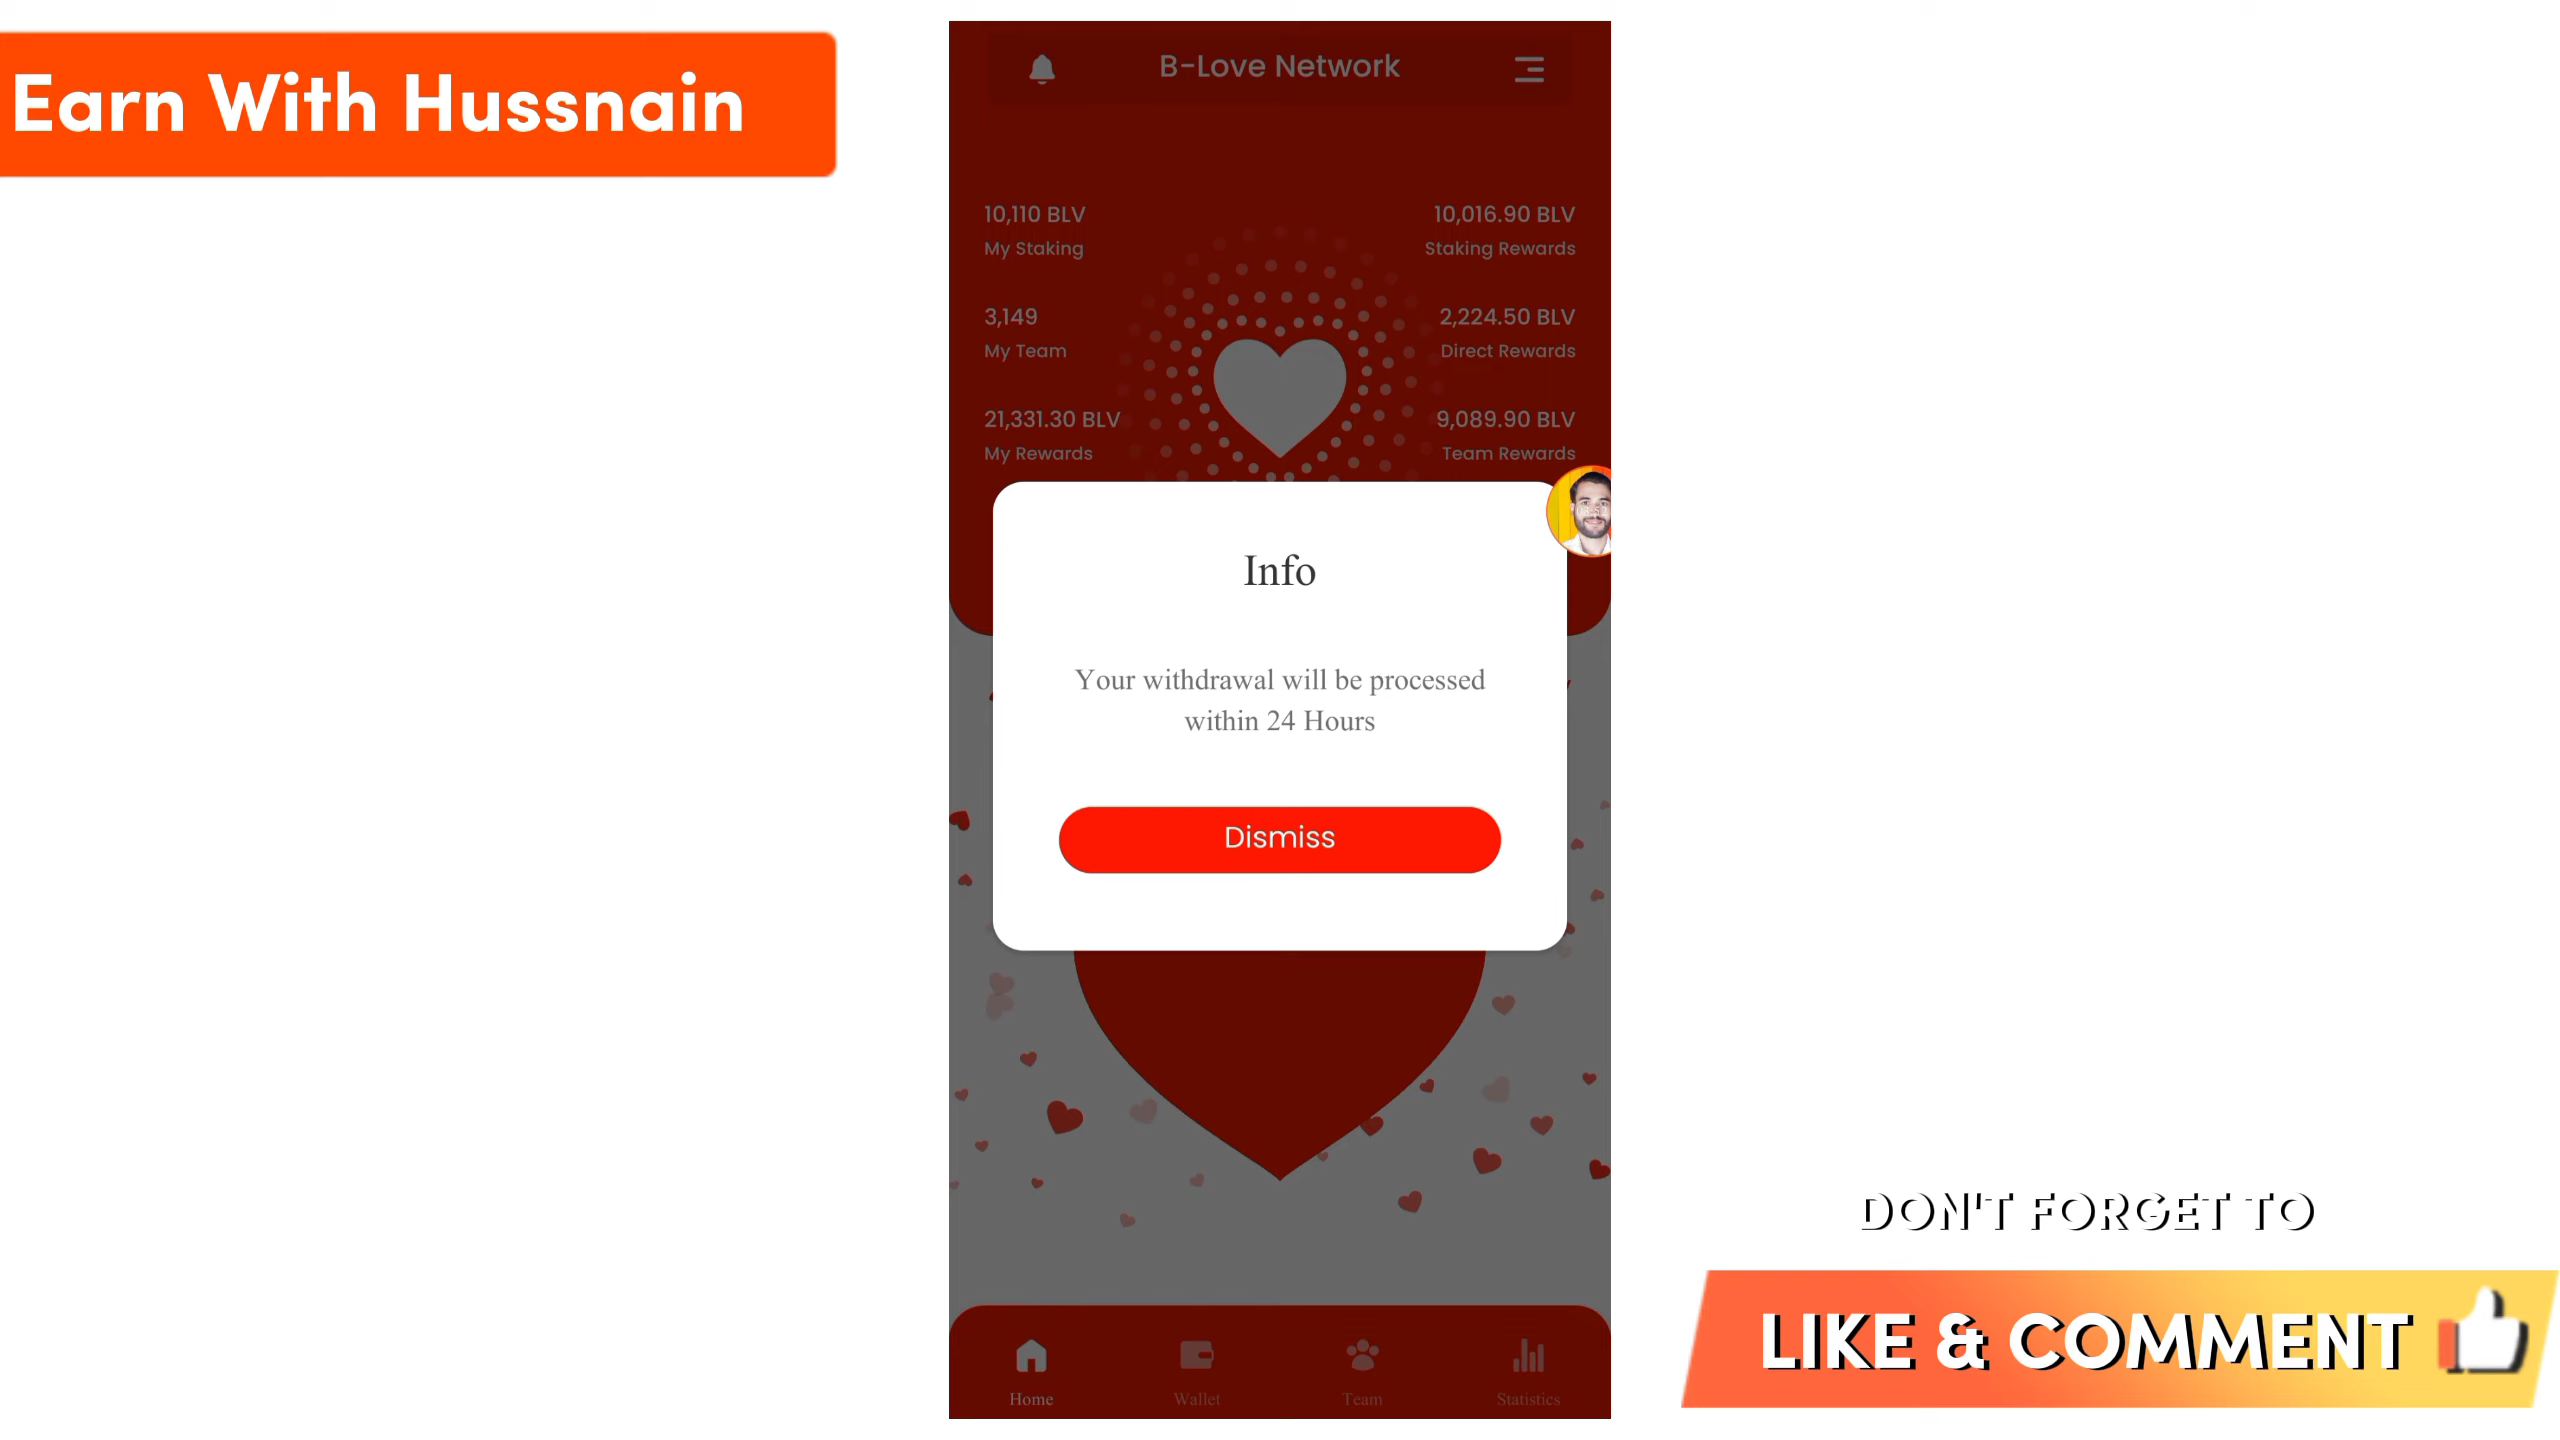 Earn With Hussnain
B-Love Network
10,110 BLV
My Staking
10,016.90 BLV
Staking Rewards
3,149
My Team
2,224.50 BLV
Direct Rewards
21,331.30 BLV
My Rewards
9,089.90 BLV
Team Rewards
Info
Your withdrawal will be processed
within 24 Hours
Dismiss
Home
Wallet
Team
Statistics
DON'T FORGET TO
LIKE & COMMENT